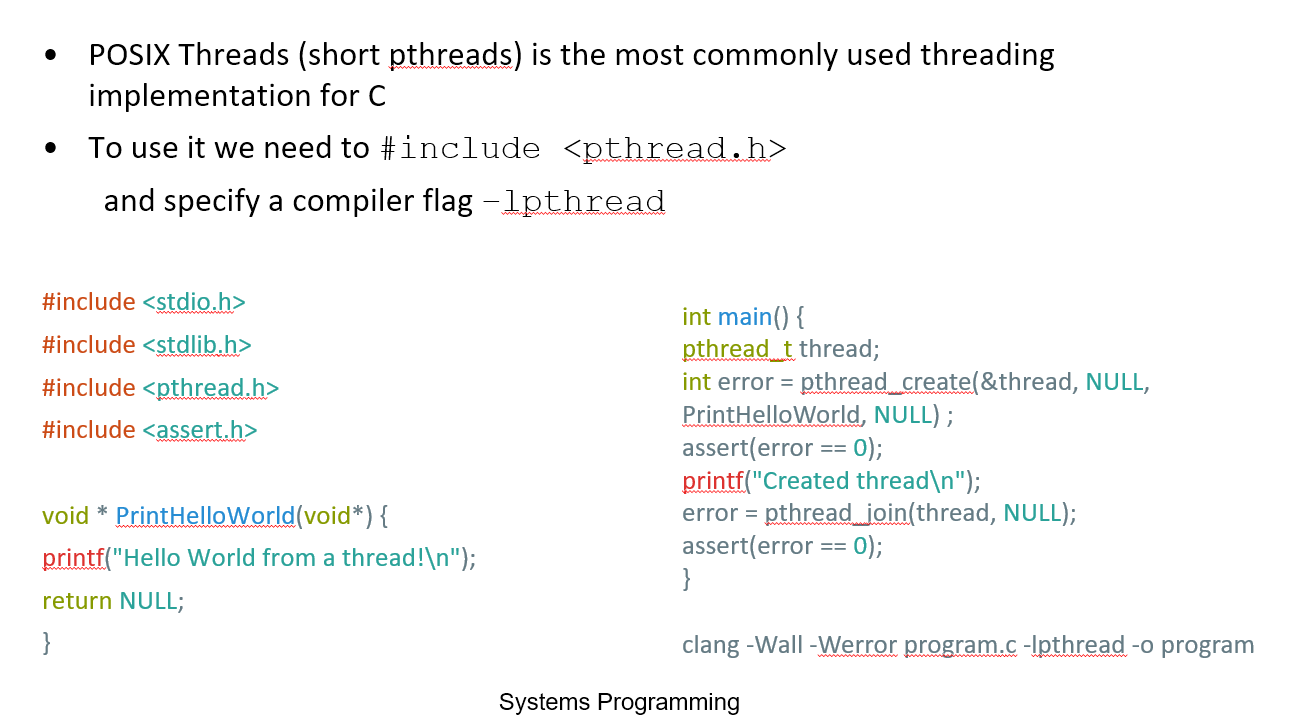 • POSIX Threads (short pthreads) is the most commonly used threading
implementation for C
• To use it we need to #include <pthread.h>
and specify a compiler flag –lpthread
#include <stdio.h>
#include <stdlib.h>
#include <pthread.h>
#include <assert.h>
void * PrintHelloWorld(void*) {
printf("Hello World from a thread!\n");
return NULL;
}
int main() {
pthread_t thread;
int error = pthread_create(&thread, NULL,
PrintHelloWorld, NULL) ;
assert(error == 0);
printf("Created thread\n");
error = pthread_join(thread, NULL);
assert(error == 0);
}
clang -Wall -Werror program.c -lpthread -o program
Systems Programming